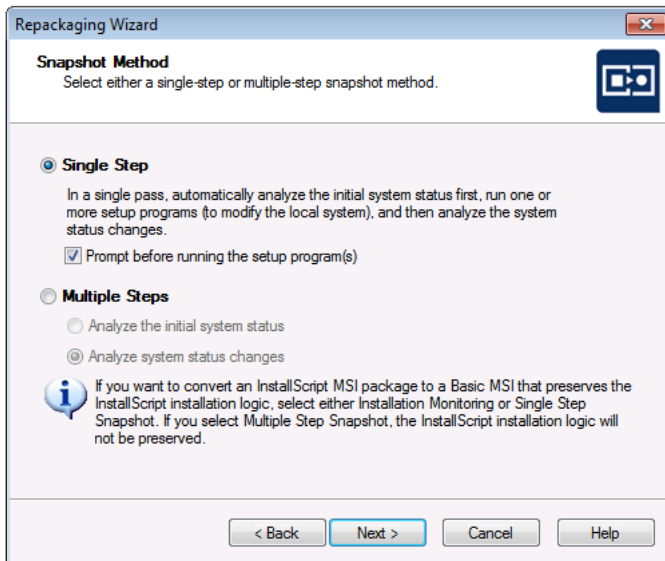 Repackaging Wizard
Snapshot Method
Select either a single-step or multiple-step snapshot method.
Single Step
In a single pass, automatically analyze the initial system status first, run one or
more setup programs (to modify the local system), and then analyze the system
status changes.
Prompt before running the setup program(s)
Multiple Steps
Analyze the initial system status
Analyze system status changes
If you want to convert an InstallScript MSI package to a Basic MSI that preserves the
InstallScript installation logic, select either Installation Monitoring or Single Step
Snapshot. If you select Multiple Step Snapshot, the InstallScript installation logic will
not be preserved.
< Back Next > Cancel Help